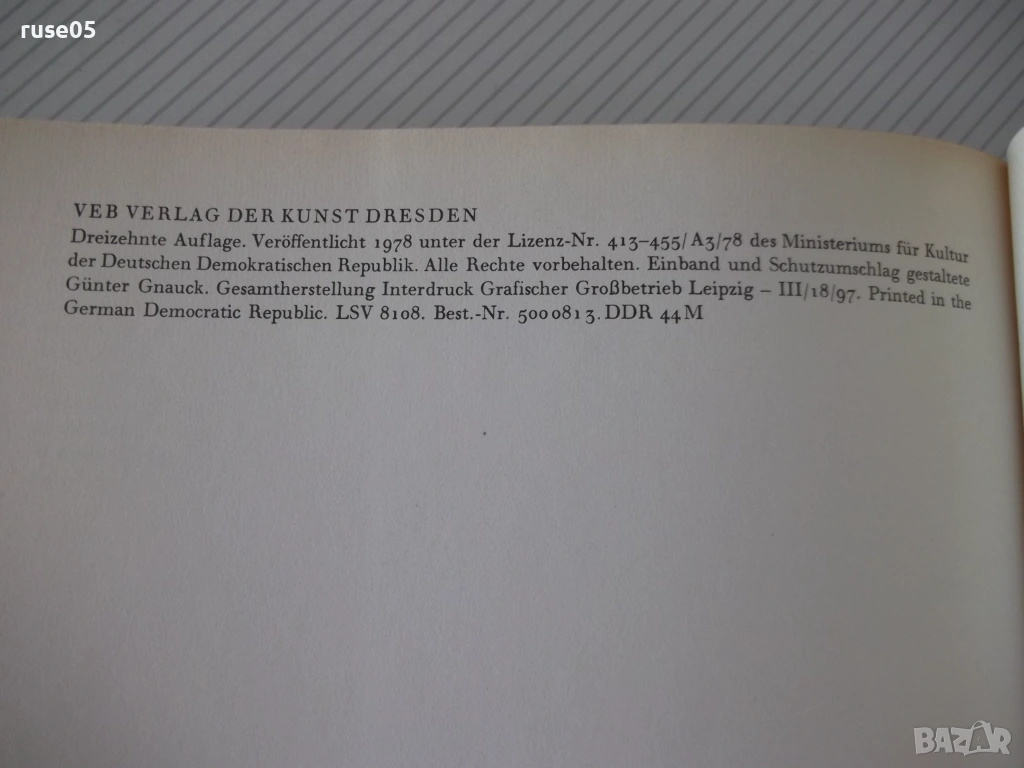 ruse05
VEB VERLAG DER KUNST DRESDEN
Dreizehnte Auflage. Veröffentlicht 1978 unter der Lizenz-Nr. 413–455/A3/78 des Ministeriums für Kultur
der Deutschen Demokratischen Republik. Alle Rechte vorbehalten. Einband und Schutzumschlag gestaltete
Günter Gnauck. Gesamtherstellung Interdruck Grafischer Großbetrieb Leipzig – III/18/97. Printed in the
German Democratic Republic. LSV 8108. Best.-Nr. 5000813. DDR 44 M
BAZAR